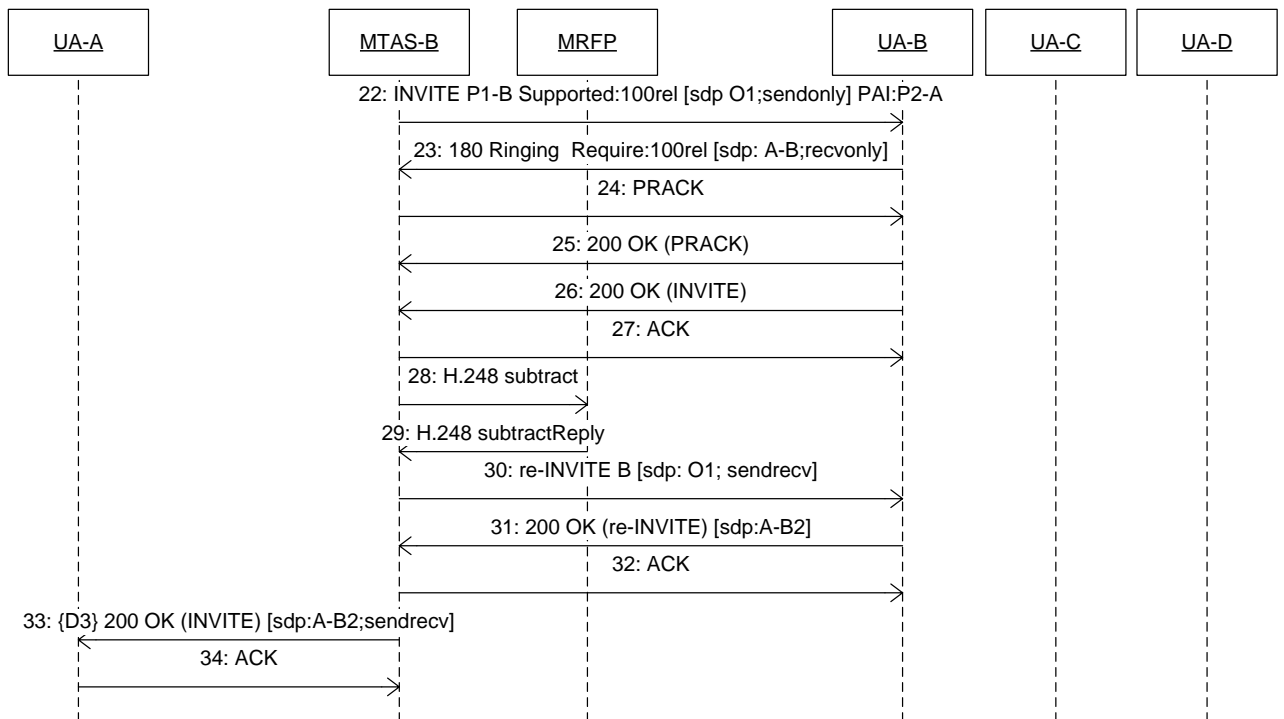 UA-A
MTAS-B
MRFP
UA-B
UA-C
UA-D
22: INVITE P1-B Supported:100rel [sdp O1;sendonly] PAI:P2-A
23: 180 Ringing  Require:100rel [sdp: A-B;recvonly]
24: PRACK
25: 200 OK (PRACK)
26: 200 OK (INVITE)
27: ACK
28: H.248 subtract
29: H.248 subtractReply
30: re-INVITE B [sdp: O1; sendrecv]
31: 200 OK (re-INVITE) [sdp:A-B2]
32: ACK
33: {D3} 200 OK (INVITE) [sdp:A-B2;sendrecv]
34: ACK